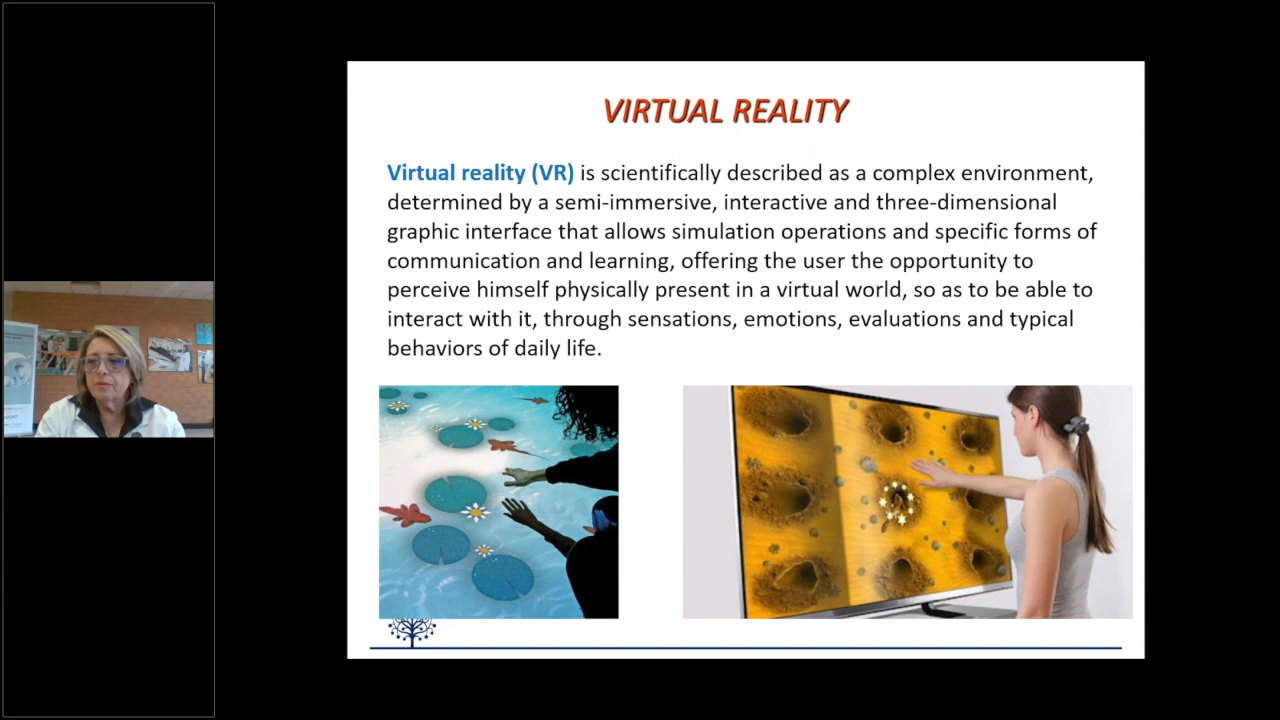 VIRTUAL REALITY
Virtual reality (VR) is scientifically described as a complex environment,
determined by a semi-immersive, interactive and three-dimensional
graphic interface that allows simulation operations and specific forms of
communication and learning, offering the user the opportunity to
perceive himself physically present in a virtual world, so as to be able to
interact with it, through sensations, emotions, evaluations and typical
behaviors of daily life.